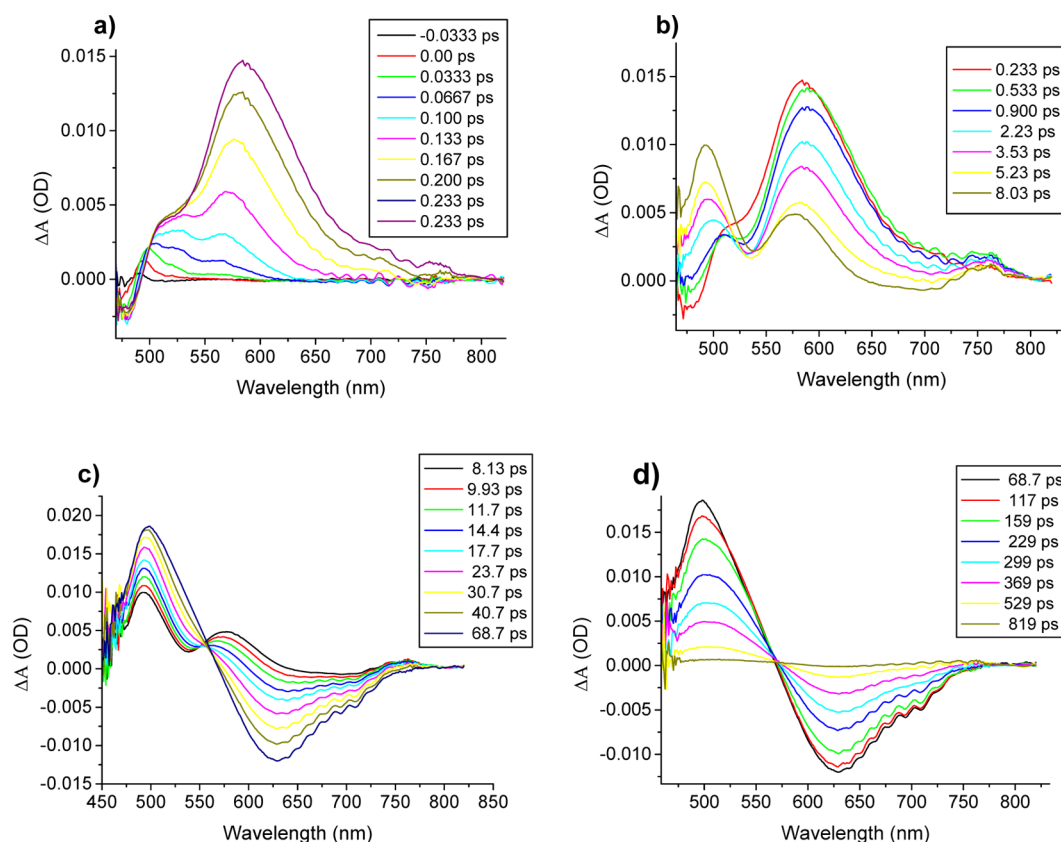 a)
-0.0333 ps
0.00 ps
0.0333 ps
0.0667 ps
0.100 ps
0.133 ps
0.167 ps
0.200 ps
0.233 ps
0.233 ps
0.015
0.010
0.005
0.000
ΔA (OD)
500 550 600 650 700 750 800
Wavelength (nm)
b)
0.233 ps
0.533 ps
0.900 ps
2.23 ps
3.53 ps
5.23 ps
8.03 ps
0.015
0.010
0.005
0.000
ΔA (OD)
500 550 600 650 700 750 800
Wavelength (nm)
c)
8.13 ps
9.93 ps
11.7 ps
14.4 ps
17.7 ps
23.7 ps
30.7 ps
40.7 ps
68.7 ps
0.020
0.015
0.010
0.005
0.000
-0.005
-0.010
-0.015
ΔA (OD)
450 500 550 600 650 700 750 800 850
Wavelength (nm)
d)
68.7 ps
117 ps
159 ps
229 ps
299 ps
369 ps
529 ps
819 ps
0.015
0.010
0.005
0.000
-0.005
-0.010
ΔA (OD)
500 550 600 650 700 750 800
Wavelength (nm)